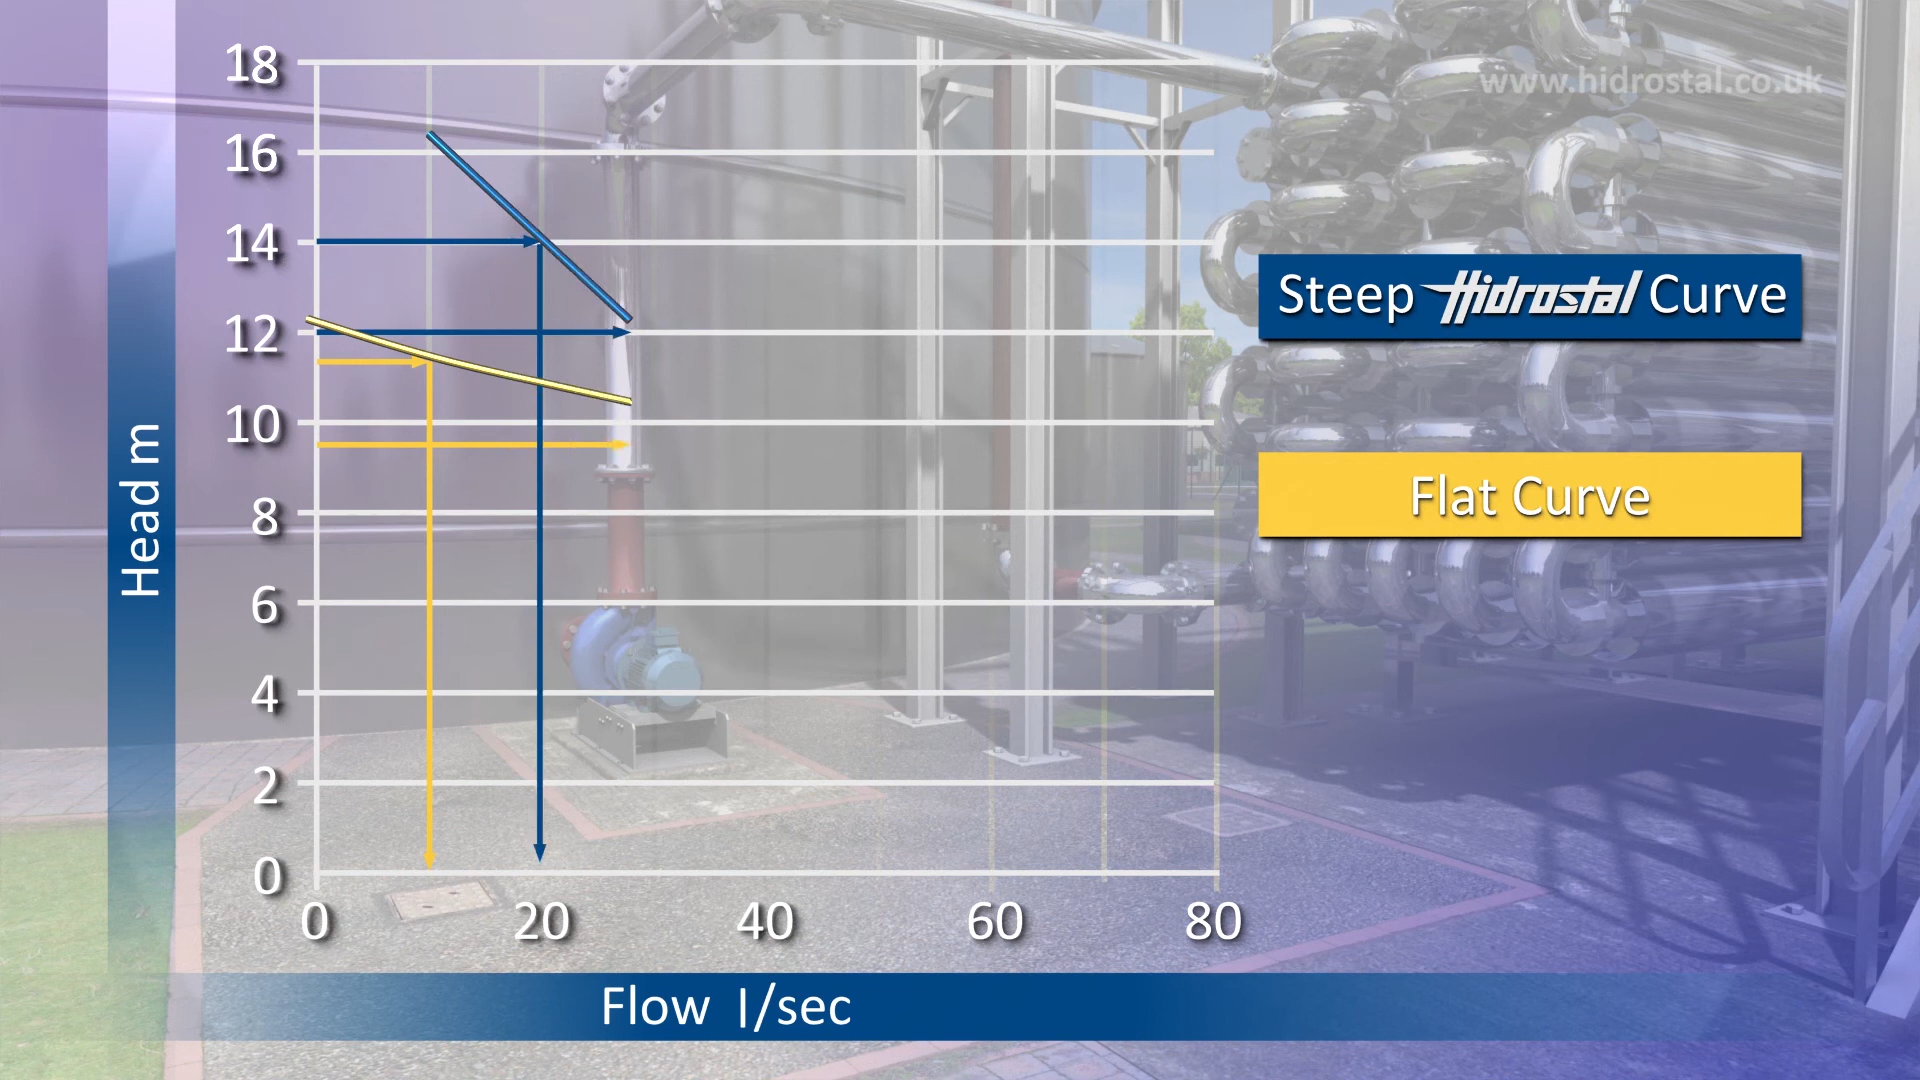 www.hidrostal.co.uk
18
16
14
12
10
8
6
4
2
0
Head m
0 20 40 60 80
Flow l/sec
Steep Hidrostal Curve
Flat Curve